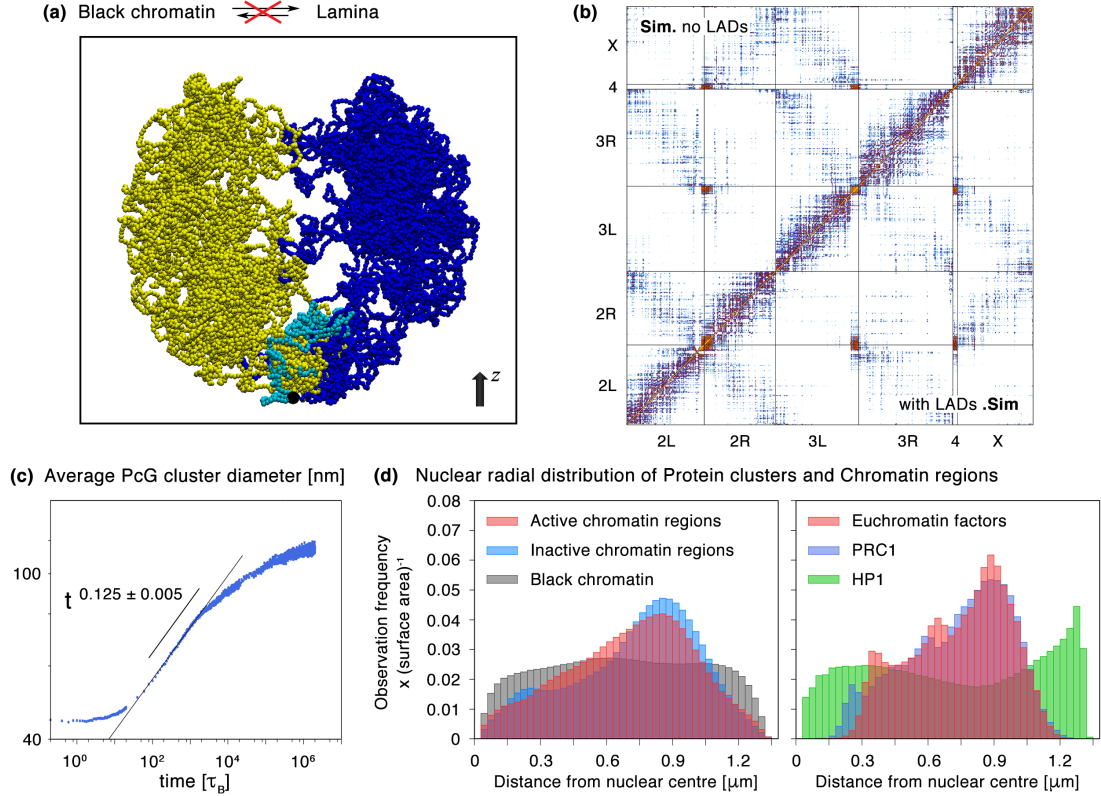 (a) Black chromatin Lamina
z
(b)
Sim. no LADs
with LADs .Sim
X
4
3R
3L
2R
2L
2L 2R 3L 3R 4 X
(c) Average PcG cluster diameter [nm]
100
40
t 0.125 ± 0.005
10⁰ 10² 10⁴ 10⁶
time [τB]
(d) Nuclear radial distribution of Protein clusters and Chromatin regions
Observation frequency
x (surface area)⁻¹
0.08
0.07
0.06
0.05
0.04
0.03
0.02
0.01
0
Active chromatin regions
Inactive chromatin regions
Black chromatin
0 0.3 0.6 0.9 1.2
Distance from nuclear centre [μm]
Euchromatin factors
PRC1
HP1
0 0.3 0.6 0.9 1.2
Distance from nuclear centre [μm]